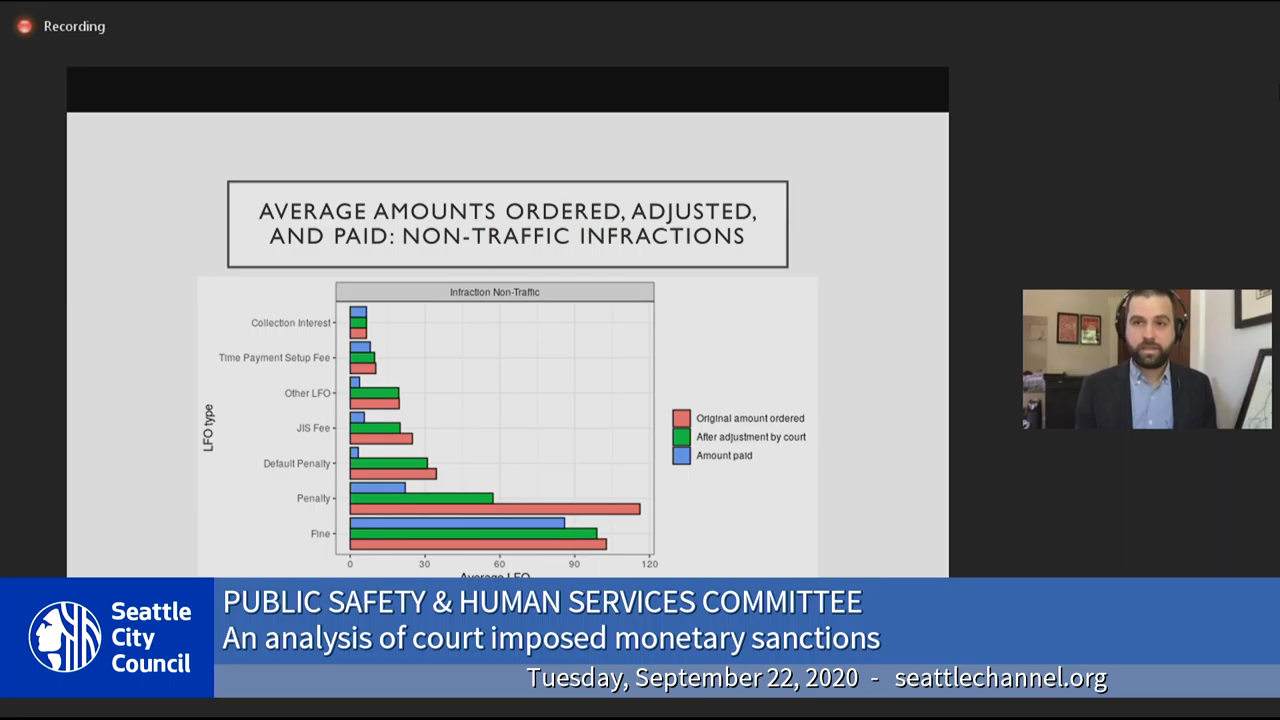 Recording
AVERAGE AMOUNTS ORDERED, ADJUSTED,
AND PAID: NON-TRAFFIC INFRACTIONS
Infraction Non-Traffic
Collection Interest
Time Payment Setup Fee
Other LFO
JIS Fee
Default Penalty
Penalty
Fine
LFO type
0 30 60 90 120
Average LFO
Original amount ordered
After adjustment by court
Amount paid
Seattle
City
Council
PUBLIC SAFETY & HUMAN SERVICES COMMITTEE
An analysis of court imposed monetary sanctions
Tuesday, September 22, 2020 - seattlechannel.org